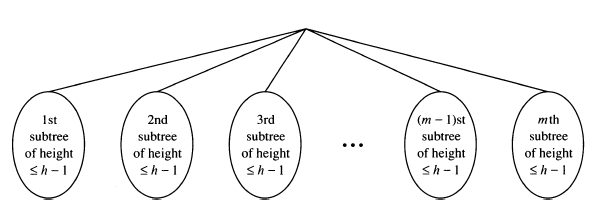 1st
subtree
of height
≤ h − 1
2nd
subtree
of height
≤ h − 1
3rd
subtree
of height
≤ h − 1
...
(m − 1)st
subtree
of height
≤ h − 1
mth
subtree
of height
≤ h − 1